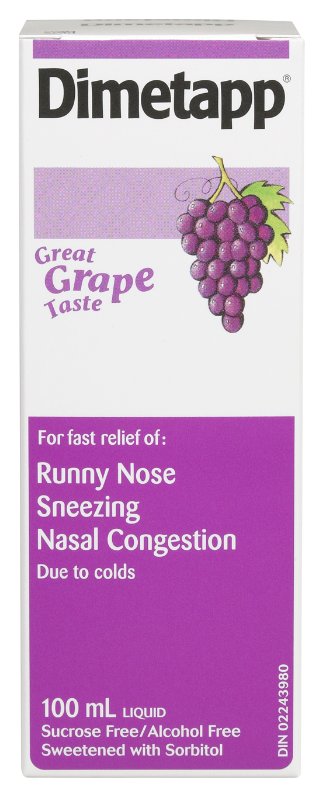 Dimetapp®
Great
Grape
Taste
For fast relief of:
Runny Nose
Sneezing
Nasal Congestion
Due to colds
100 mL LIQUID
Sucrose Free/Alcohol Free
Sweetened with Sorbitol
DIN 02243980